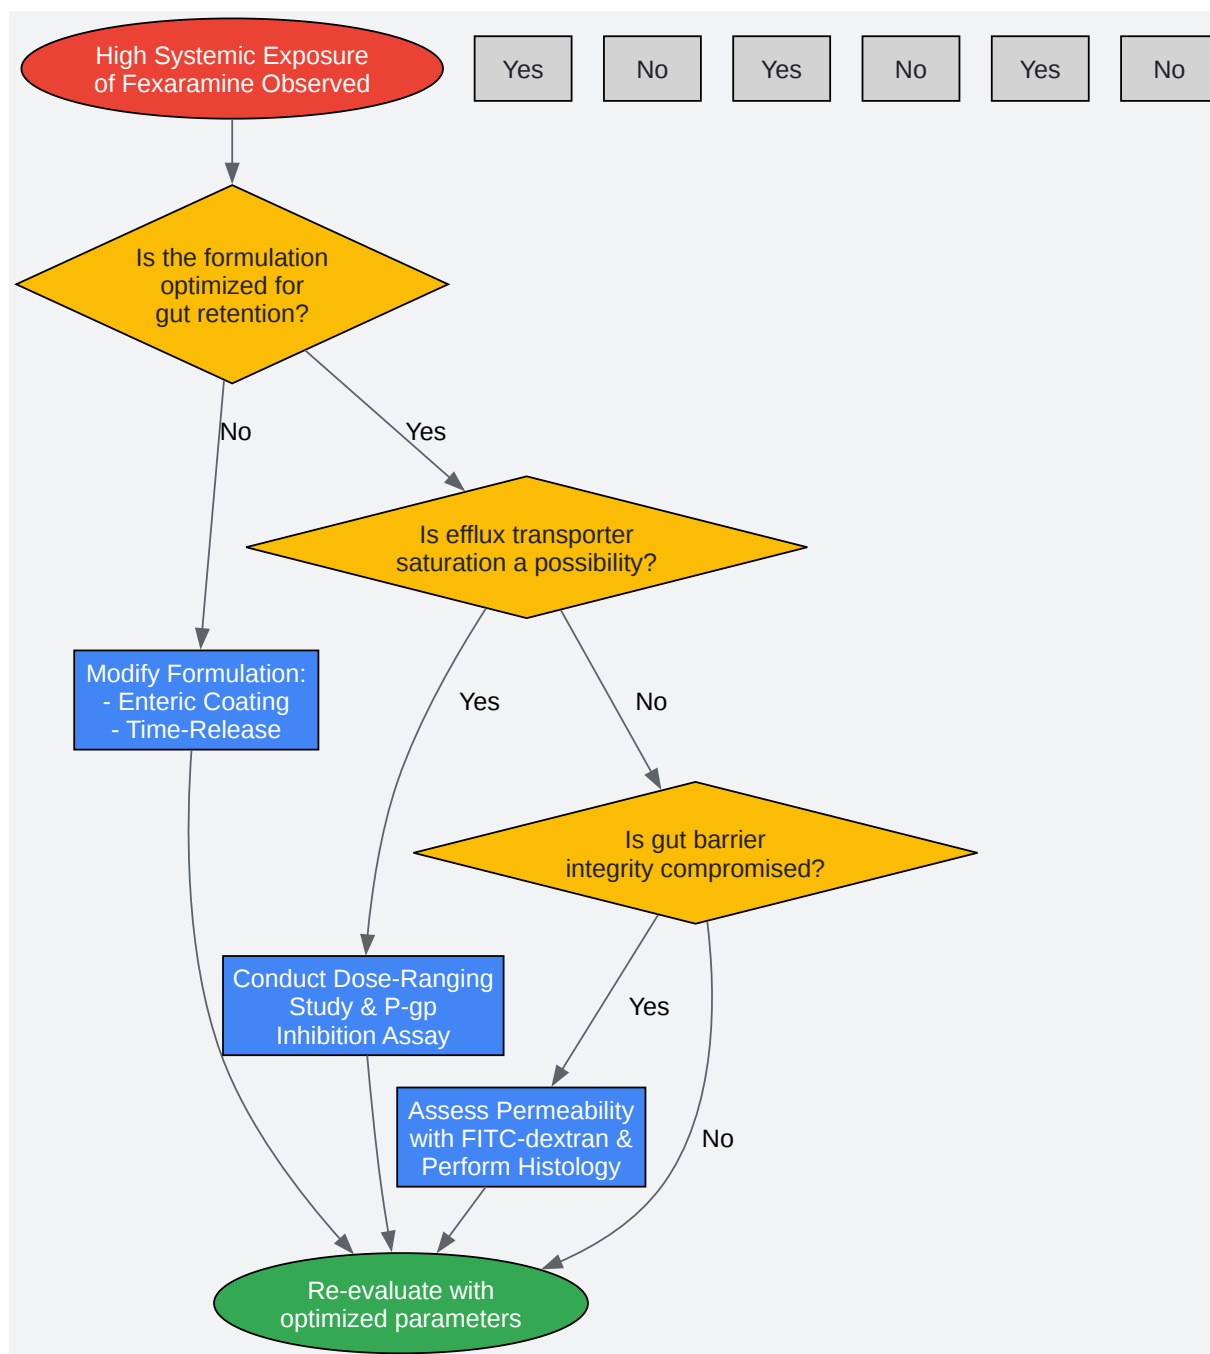 High Systemic Exposure
of Fexaramine Observed
Yes
No
Yes
No
Yes
No
Is the formulation
optimized for
gut retention?
No
Yes
Is efflux transporter
saturation a possibility?
Modify Formulation:
- Enteric Coating
- Time-Release
Yes
No
Is gut barrier
integrity compromised?
Conduct Dose-Ranging
Study & P-gp
Inhibition Assay
Yes
Assess Permeability
with FITC-dextran &
Perform Histology
No
Re-evaluate with
optimized parameters